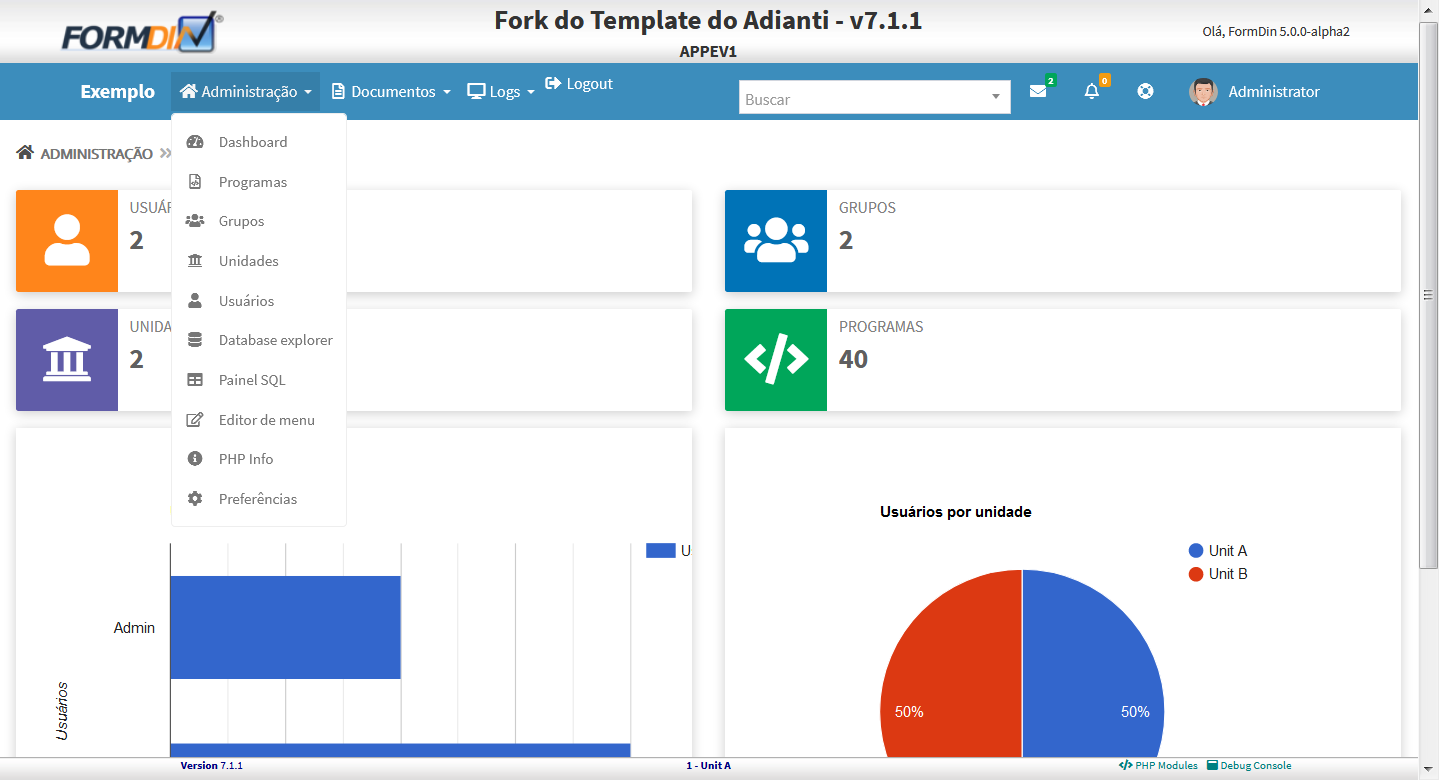 FORMDIN®
Fork do Template do Adianti - v7.1.1
APPEV1
Olá, FormDin 5.0.0-alpha2
Exemplo
Administração
Documentos
Logs
Logout
Buscar
2
0
Administrator
Dashboard
Programas
Grupos
Unidades
Usuários
Database explorer
Painel SQL
Editor de menu
PHP Info
Preferências
ADMINISTRAÇÃO »
USUÁR
2
GRUPOS
2
UNIDA
2
PROGRAMAS
40
Admin
Usuários
Usuários por unidade
Unit A
Unit B
50%
50%
Version 7.1.1
1 - Unit A
PHP Modules
Debug Console